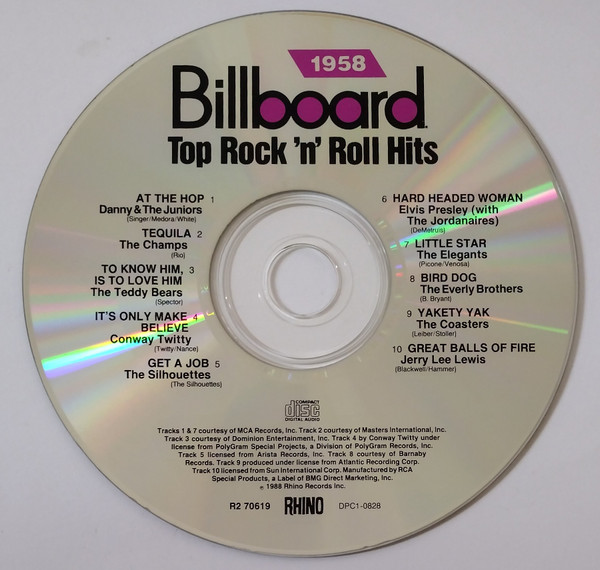 1958
Billboard
Top Rock 'n' Roll Hits
AT THE HOP 1
Danny & The Juniors
(Singer/Medora/White)
TEQUILA 2
The Champs
(Rio)
TO KNOW HIM, 3
IS TO LOVE HIM
The Teddy Bears
(Spector)
IT'S ONLY MAKE 4
BELIEVE
Conway Twitty
(Twitty/Nance)
GET A JOB 5
The Silhouettes
(The Silhouettes)
6 HARD HEADED WOMAN
Elvis Presley (with
The Jordanaires)
(DeMetruis)
7 LITTLE STAR
The Elegants
(Picone/Venosa)
8 BIRD DOG
The Everly Brothers
(B. Bryant)
9 YAKETY YAK
The Coasters
(Leiber/Stoller)
10 GREAT BALLS OF FIRE
Jerry Lee Lewis
(Blackwell/Hammer)
COMPACT
disc
DIGITAL AUDIO
Tracks 1 & 7 courtesy of MCA Records, Inc. Track 2 courtesy of Masters International, Inc.
Track 3 courtesy of Dominion Entertainment, Inc. Track 4 by Conway Twitty under
license from PolyGram Special Projects, a Division of PolyGram Records, Inc.
Track 5 licensed from Arista Records, Inc. Track 8 courtesy of Barnaby
Records. Track 9 produced under license from Atlantic Recording Corp.
Track 10 licensed from Sun International Corp. Manufactured by RCA
Special Products, a Label of BMG Direct Marketing, Inc.
℗ 1988 Rhino Records Inc.
R2 70619 RHINO DPC1-0828